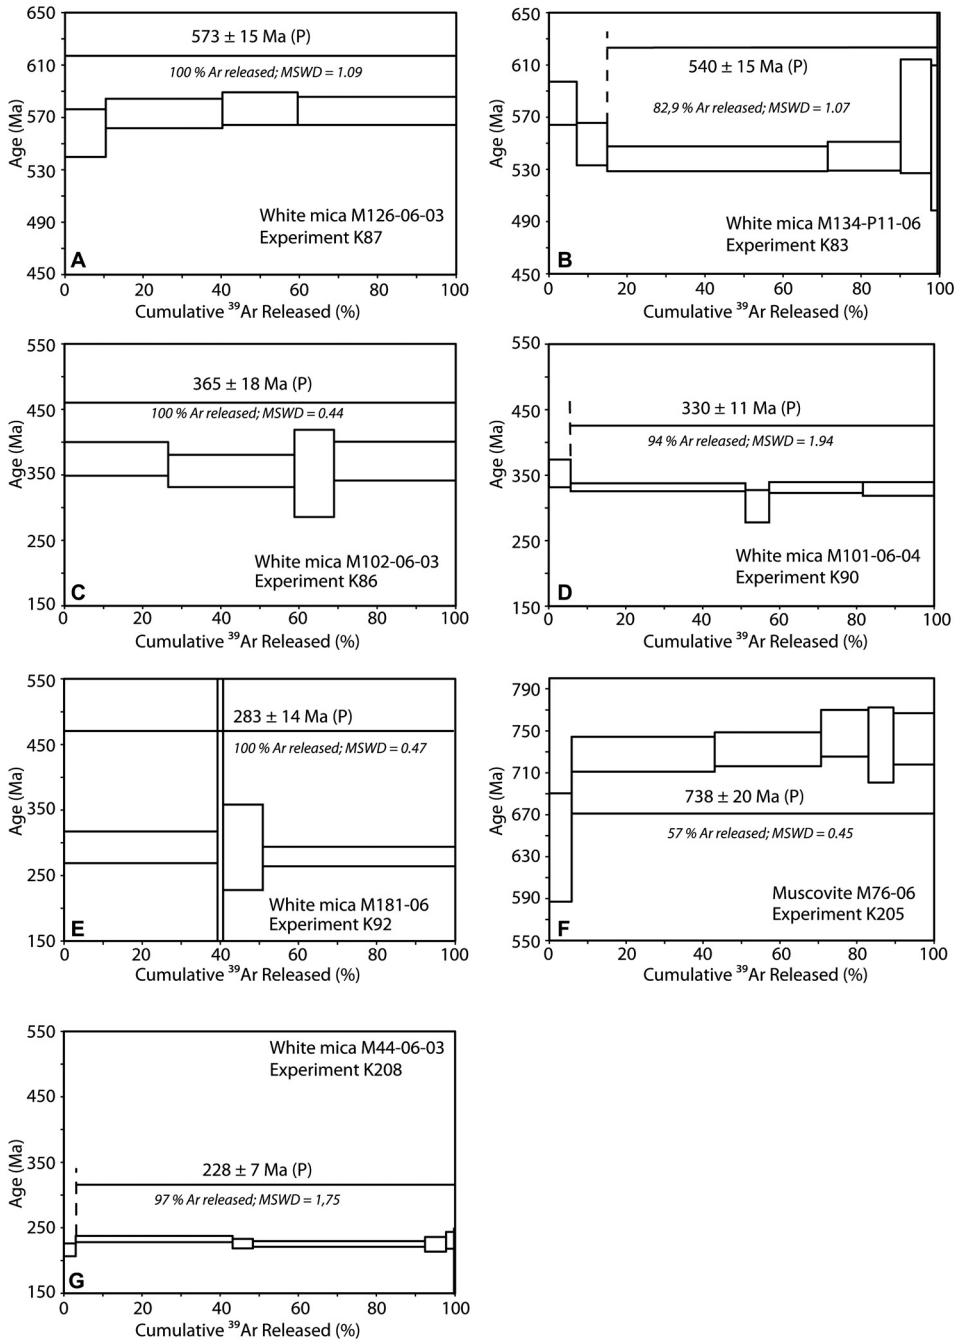 650
610
570
530
490
450
Age (Ma)
573 ± 15 Ma (P)
100 % Ar released; MSWD = 1.09
White mica M126-06-03
Experiment K87
A
0 20 40 60 80 100
Cumulative ³⁹Ar Released (%)
650
610
570
530
490
450
Age (Ma)
540 ± 15 Ma (P)
82,9 % Ar released; MSWD = 1.07
White mica M134-P11-06
Experiment K83
B
20 40 60 80 100
Cumulative ³⁹Ar Released (%)
550
450
350
250
150
Age (Ma)
365 ± 18 Ma (P)
100 % Ar released; MSWD = 0.44
White mica M102-06-03
Experiment K86
C
0 20 40 60 80 100
Cumulative ³⁹Ar Released (%)
550
450
350
250
150
Age (Ma)
330 ± 11 Ma (P)
94 % Ar released; MSWD = 1.94
White mica M101-06-04
Experiment K90
D
0 20 40 60 80 100
Cumulative ³⁹Ar Released (%)
550
450
350
250
150
Age (Ma)
283 ± 14 Ma (P)
100 % Ar released; MSWD = 0.47
White mica M181-06
Experiment K92
E
0 20 40 60 80 100
Cumulative ³⁹Ar Released (%)
790
750
710
670
630
590
550
Age (Ma)
738 ± 20 Ma (P)
57 % Ar released; MSWD = 0.45
Muscovite M76-06
Experiment K205
F
0 20 40 60 80 100
Cumulative ³⁹Ar Released (%)
550
450
350
250
150
Age (Ma)
White mica M44-06-03
Experiment K208
228 ± 7 Ma (P)
97 % Ar released; MSWD = 1,75
G
0 20 40 60 80 100
Cumulative ³⁹Ar Released (%)